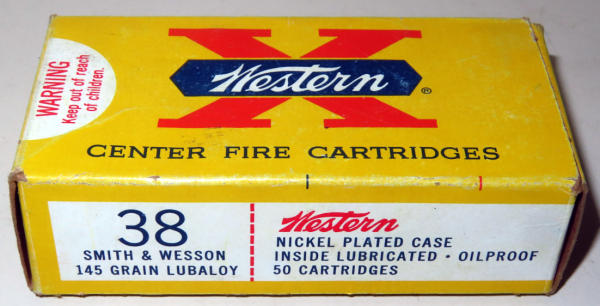 WARNING
Keep out of reach
of children.
X
Western ®
CENTER FIRE CARTRIDGES
38
SMITH & WESSON
145 GRAIN LUBALOY
Western
NICKEL PLATED CASE
INSIDE LUBRICATED • OILPROOF
50 CARTRIDGES